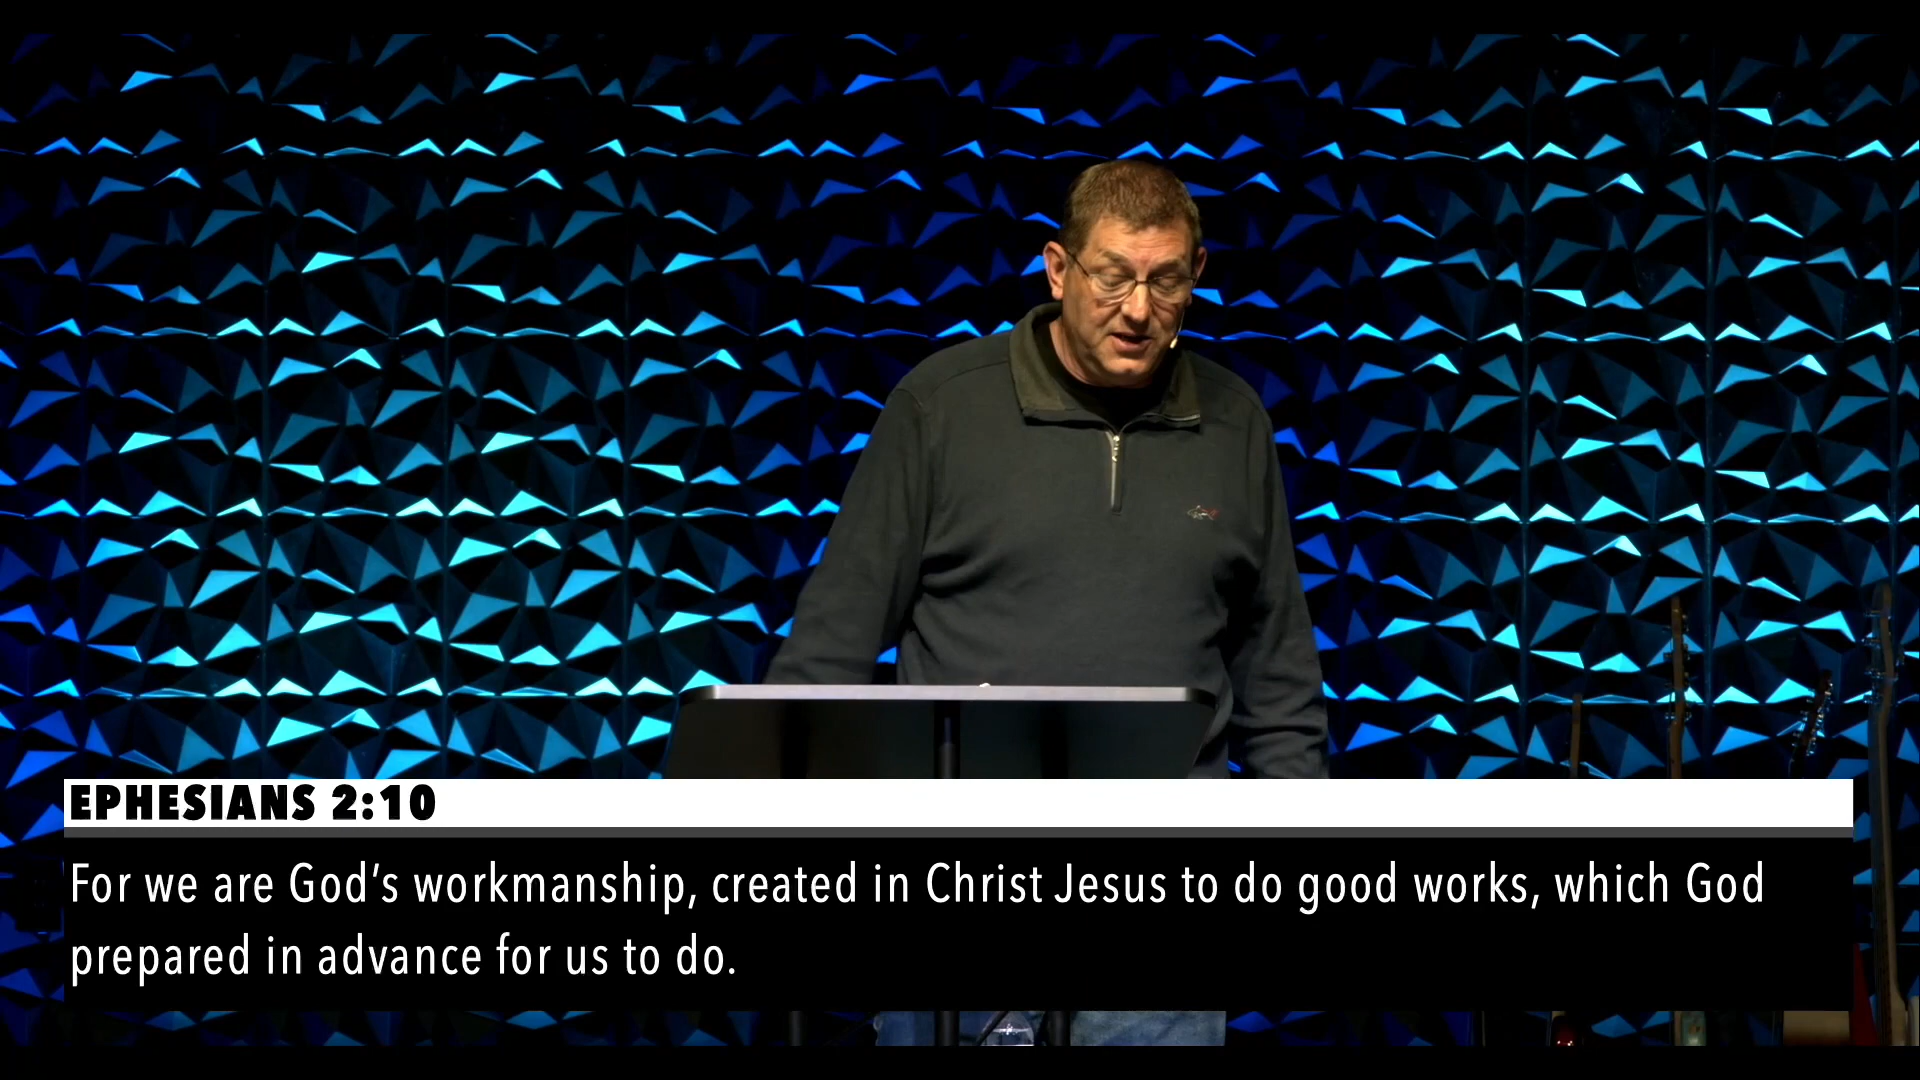 EPHESIANS 2:10
For we are God’s workmanship, created in Christ Jesus to do good works, which God
prepared in advance for us to do.